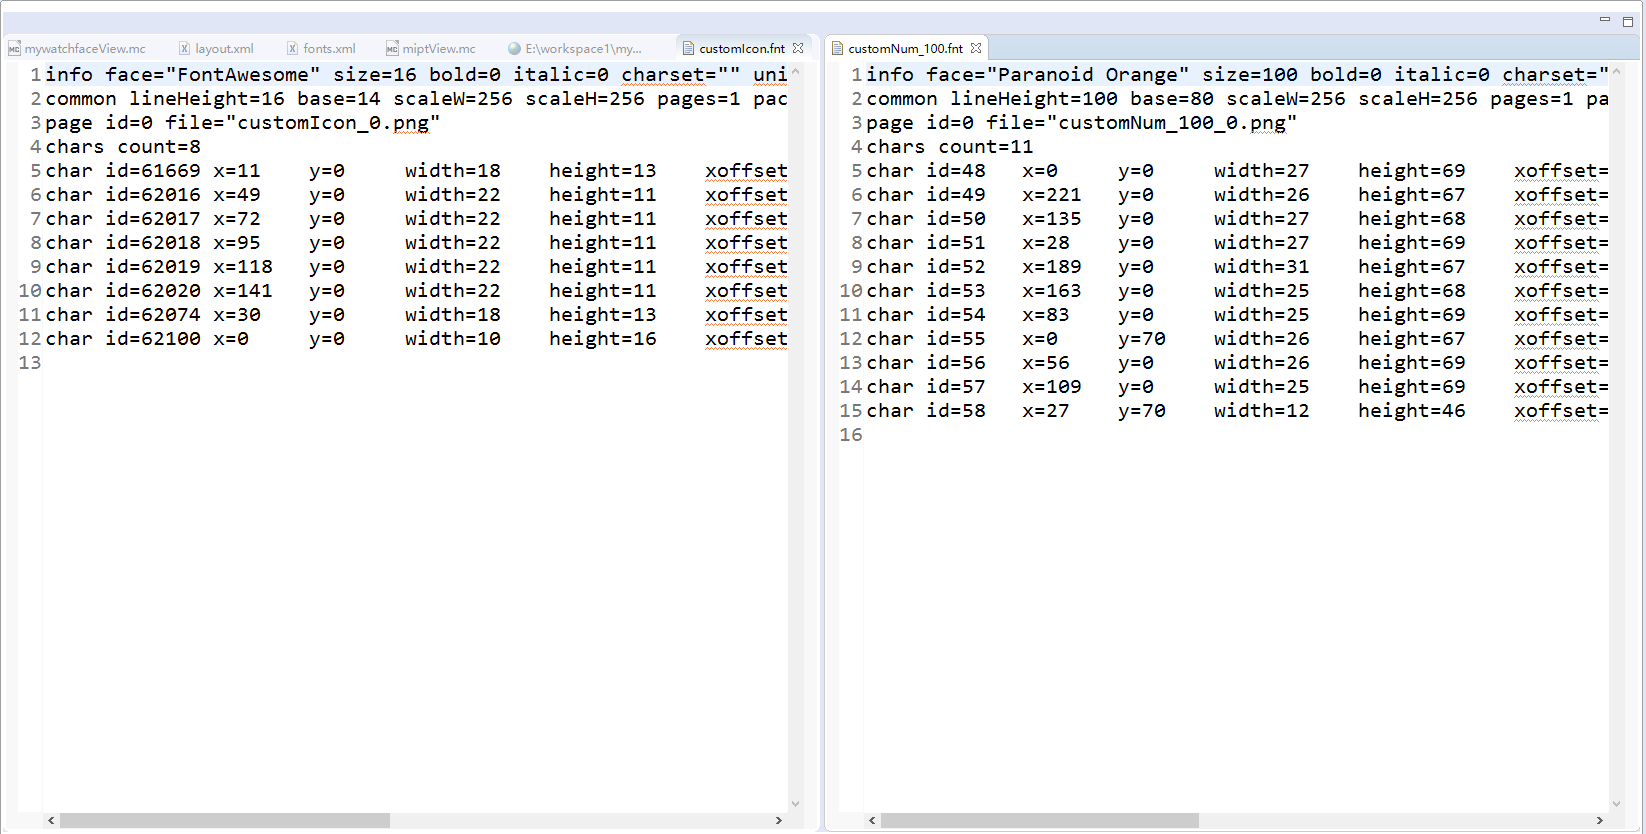 mywatchfaceView.mc layout.xml fonts.xml miptView.mc E:\workspace1\my... customIcon.fnt
1 info face="FontAwesome" size=16 bold=0 italic=0 charset="" uni
2 common lineHeight=16 base=14 scaleW=256 scaleH=256 pages=1 pac
3 page id=0 file="customIcon_0.png"
4 chars count=8
5 char id=61669 x=11 y=0 width=18 height=13 xoffset
6 char id=62016 x=49 y=0 width=22 height=11 xoffset
7 char id=62017 x=72 y=0 width=22 height=11 xoffset
8 char id=62018 x=95 y=0 width=22 height=11 xoffset
9 char id=62019 x=118 y=0 width=22 height=11 xoffset
10 char id=62020 x=141 y=0 width=22 height=11 xoffset
11 char id=62074 x=30 y=0 width=18 height=13 xoffset
12 char id=62100 x=0 y=0 width=10 height=16 xoffset
13
customNum_100.fnt
1 info face="Paranoid Orange" size=100 bold=0 italic=0 charset="
2 common lineHeight=100 base=80 scaleW=256 scaleH=256 pages=1 pa
3 page id=0 file="customNum_100_0.png"
4 chars count=11
5 char id=48 x=0 y=0 width=27 height=69 xoffset=
6 char id=49 x=221 y=0 width=26 height=67 xoffset=
7 char id=50 x=135 y=0 width=27 height=68 xoffset=
8 char id=51 x=28 y=0 width=27 height=69 xoffset=
9 char id=52 x=189 y=0 width=31 height=67 xoffset=
10 char id=53 x=163 y=0 width=25 height=68 xoffset=
11 char id=54 x=83 y=0 width=25 height=69 xoffset=
12 char id=55 x=0 y=70 width=26 height=67 xoffset=
13 char id=56 x=56 y=0 width=26 height=69 xoffset=
14 char id=57 x=109 y=0 width=25 height=69 xoffset=
15 char id=58 x=27 y=70 width=12 height=46 xoffset=
16